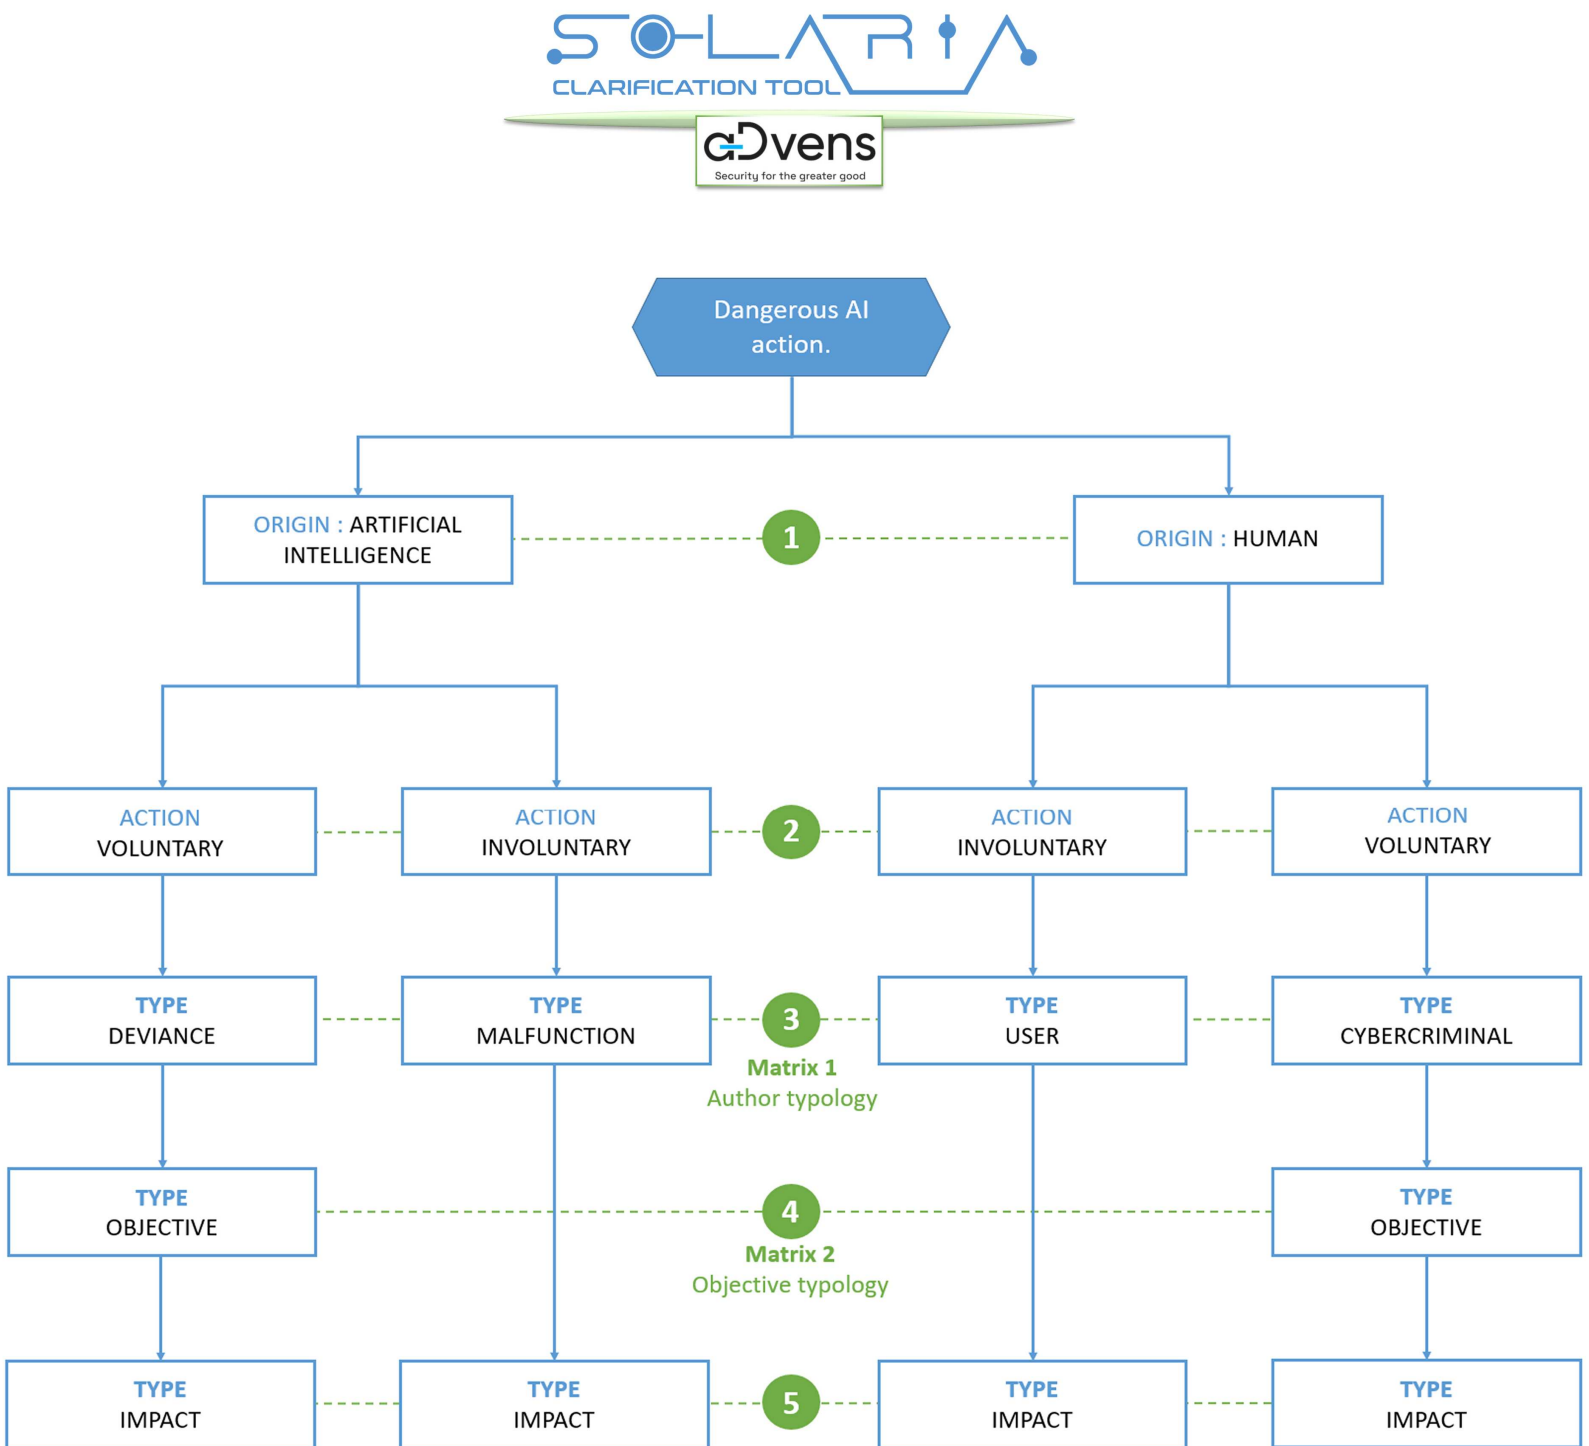 SOLARIA
CLARIFICATION TOOL
aDvens
Security for the greater good
Dangerous AI
action.
ORIGIN : ARTIFICIAL
INTELLIGENCE
1
ORIGIN : HUMAN
ACTION
VOLUNTARY
ACTION
INVOLUNTARY
2
ACTION
INVOLUNTARY
ACTION
VOLUNTARY
TYPE
DEVIANCE
TYPE
MALFUNCTION
3
Matrix 1
Author typology
TYPE
USER
TYPE
CYBERCRIMINAL
TYPE
OBJECTIVE
4
Matrix 2
Objective typology
TYPE
OBJECTIVE
TYPE
IMPACT
TYPE
IMPACT
5
TYPE
IMPACT
TYPE
IMPACT